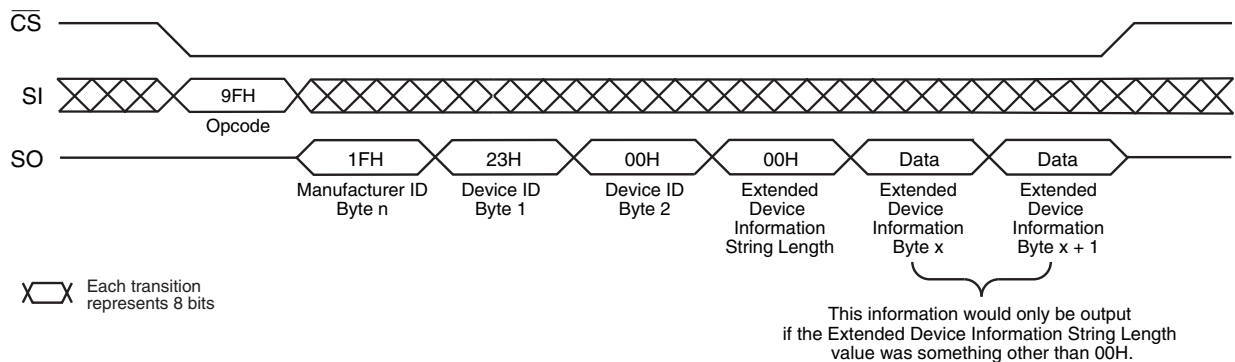 CS
SI
9FH
Opcode
SO
1FH
23H
00H
00H
Data
Data
Manufacturer ID
Byte n
Device ID
Byte 1
Device ID
Byte 2
Extended
Device
Information
String Length
Extended
Device
Information
Byte x
Extended
Device
Information
Byte x + 1
Each transition
represents 8 bits
This information would only be output
if the Extended Device Information String Length
value was something other than 00H.